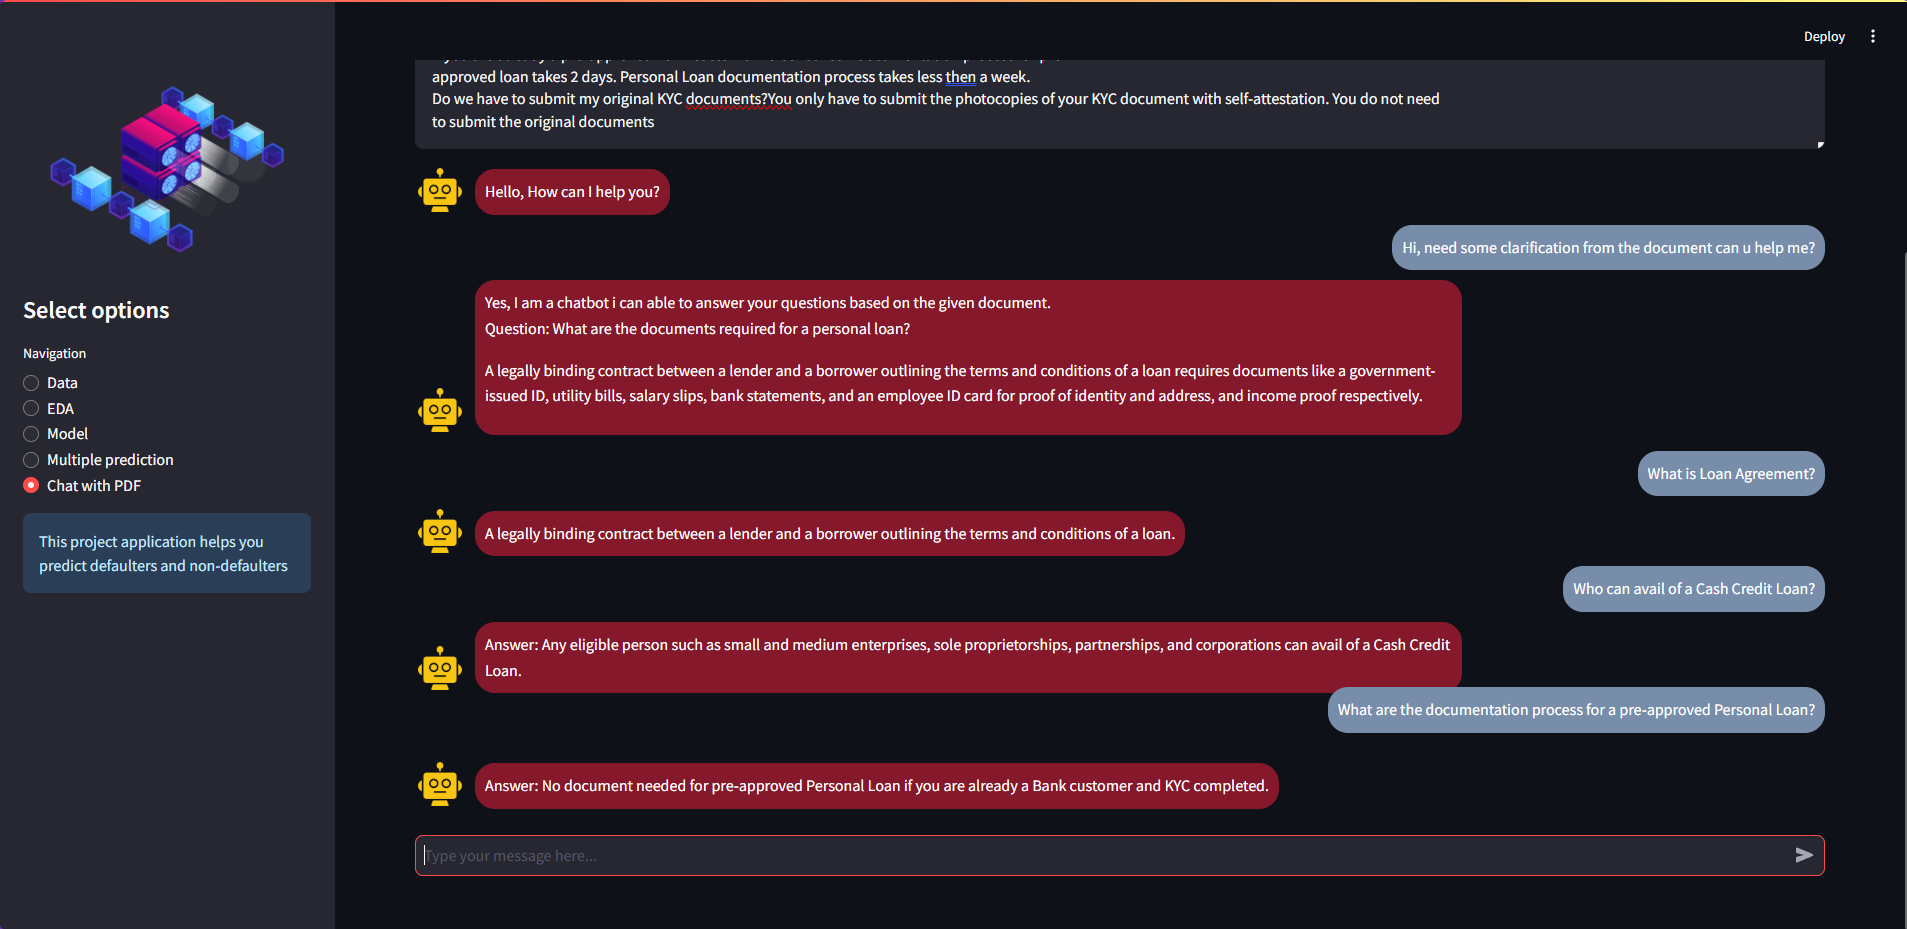 Deploy
approved loan takes 2 days. Personal Loan documentation process takes less then a week.
Do we have to submit my original KYC documents?You only have to submit the photocopies of your KYC document with self-attestation. You do not need
to submit the original documents
Hello, How can I help you?
Hi, need some clarification from the document can u help me?
Yes, I am a chatbot i can able to answer your questions based on the given document.
Question: What are the documents required for a personal loan?
A legally binding contract between a lender and a borrower outlining the terms and conditions of a loan requires documents like a government-
issued ID, utility bills, salary slips, bank statements, and an employee ID card for proof of identity and address, and income proof respectively.
What is Loan Agreement?
A legally binding contract between a lender and a borrower outlining the terms and conditions of a loan.
Who can avail of a Cash Credit Loan?
Answer: Any eligible person such as small and medium enterprises, sole proprietorships, partnerships, and corporations can avail of a Cash Credit
Loan.
What are the documentation process for a pre-approved Personal Loan?
Answer: No document needed for pre-approved Personal Loan if you are already a Bank customer and KYC completed.
Type your message here...
Select options
Navigation
Data
EDA
Model
Multiple prediction
Chat with PDF
This project application helps you
predict defaulters and non-defaulters